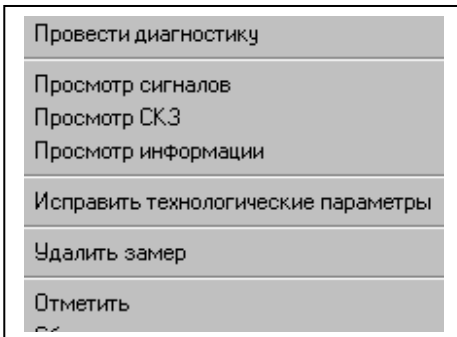 Провести диагностику
Просмотр сигналов
Просмотр СКЗ
Просмотр информации
Исправить технологические параметры
Удалить замер
Отметить